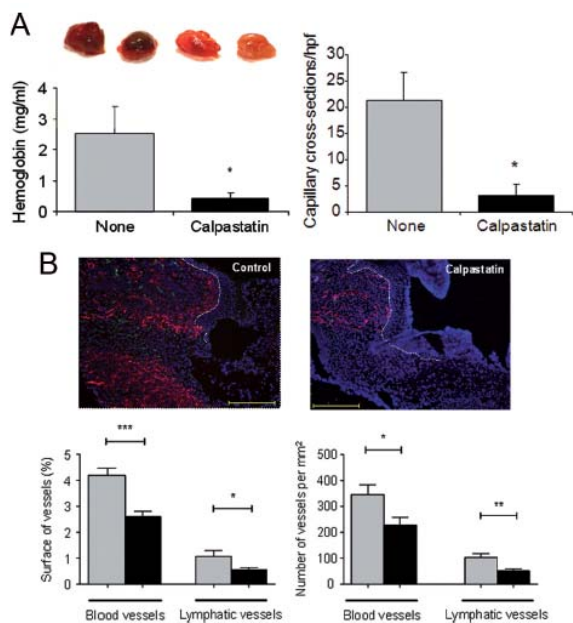 A
Hemoglobin (mg/ml)
4
3
2
1
0
*
None
Calpastatin
Capillary cross-sections/hpf
30
25
20
15
10
5
0
*
None
Calpastatin
B
Control
Calpastatin
Surface of vessels (%)
5
4
3
2
1
0
***
*
Blood vessels
Lymphatic vessels
Number of vessels per mm²
500
400
300
200
100
0
*
**
Blood vessels
Lymphatic vessels